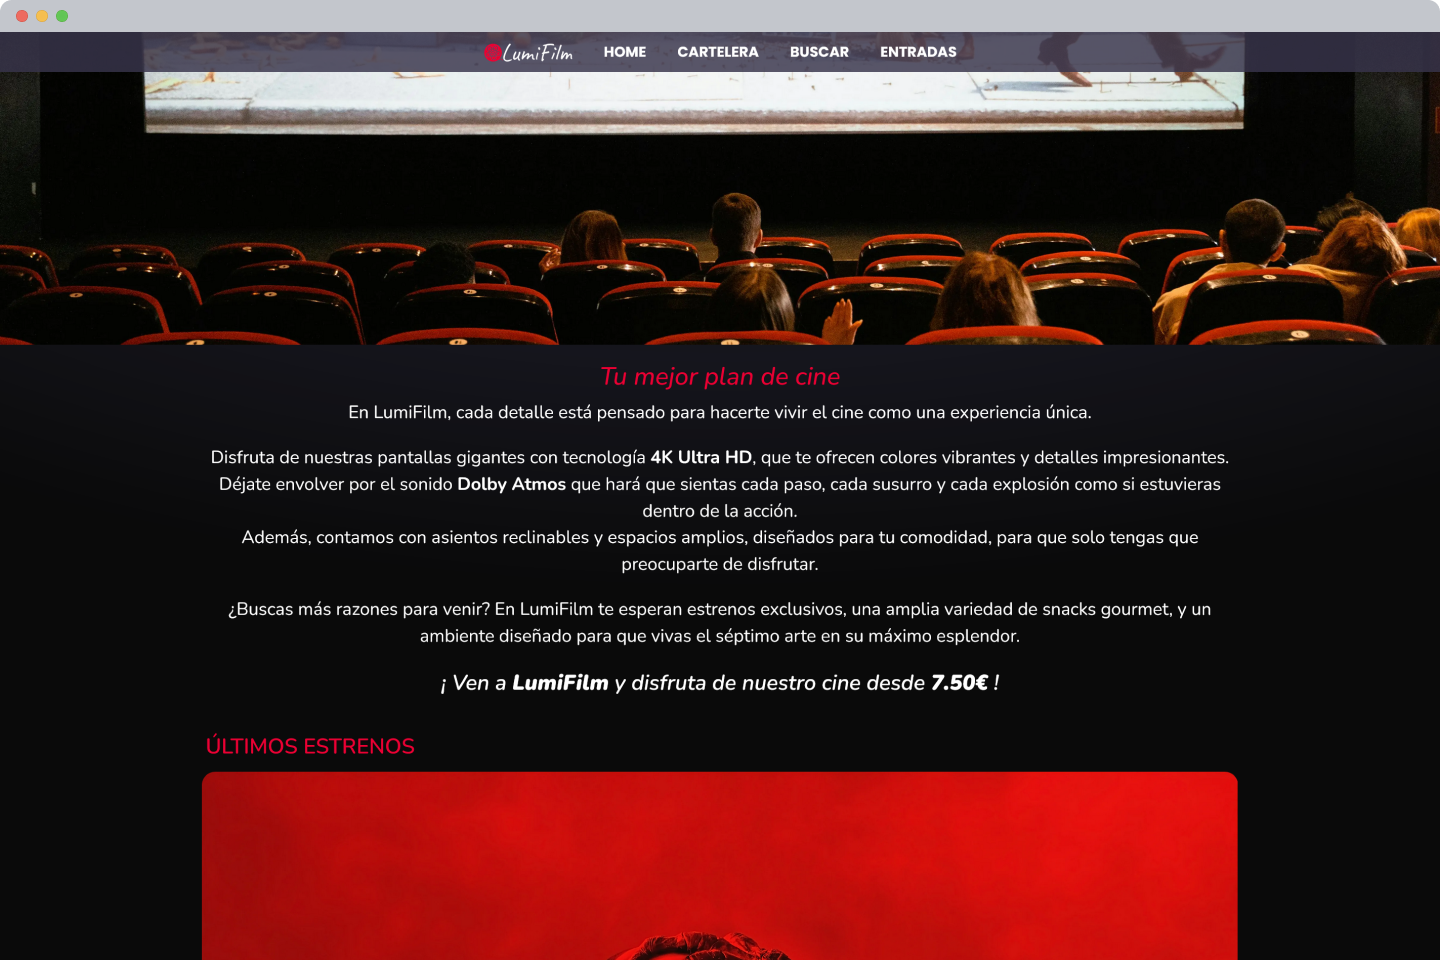 LumiFilm HOME CARTELERA BUSCAR ENTRADAS
Tu mejor plan de cine
En LumiFilm, cada detalle está pensado para hacerte vivir el cine como una experiencia única.
Disfruta de nuestras pantallas gigantes con tecnología 4K Ultra HD, que te ofrecen colores vibrantes y detalles impresionantes.
Déjate envolver por el sonido Dolby Atmos que hará que sientas cada paso, cada susurro y cada explosión como si estuvieras
dentro de la acción.
Además, contamos con asientos reclinables y espacios amplios, diseñados para tu comodidad, para que solo tengas que
preocuparte de disfrutar.
¿Buscas más razones para venir? En LumiFilm te esperan estrenos exclusivos, una amplia variedad de snacks gourmet, y un
ambiente diseñado para que vivas el séptimo arte en su máximo esplendor.
¡ Ven a LumiFilm y disfruta de nuestro cine desde 7.50€ !
ÚLTIMOS ESTRENOS